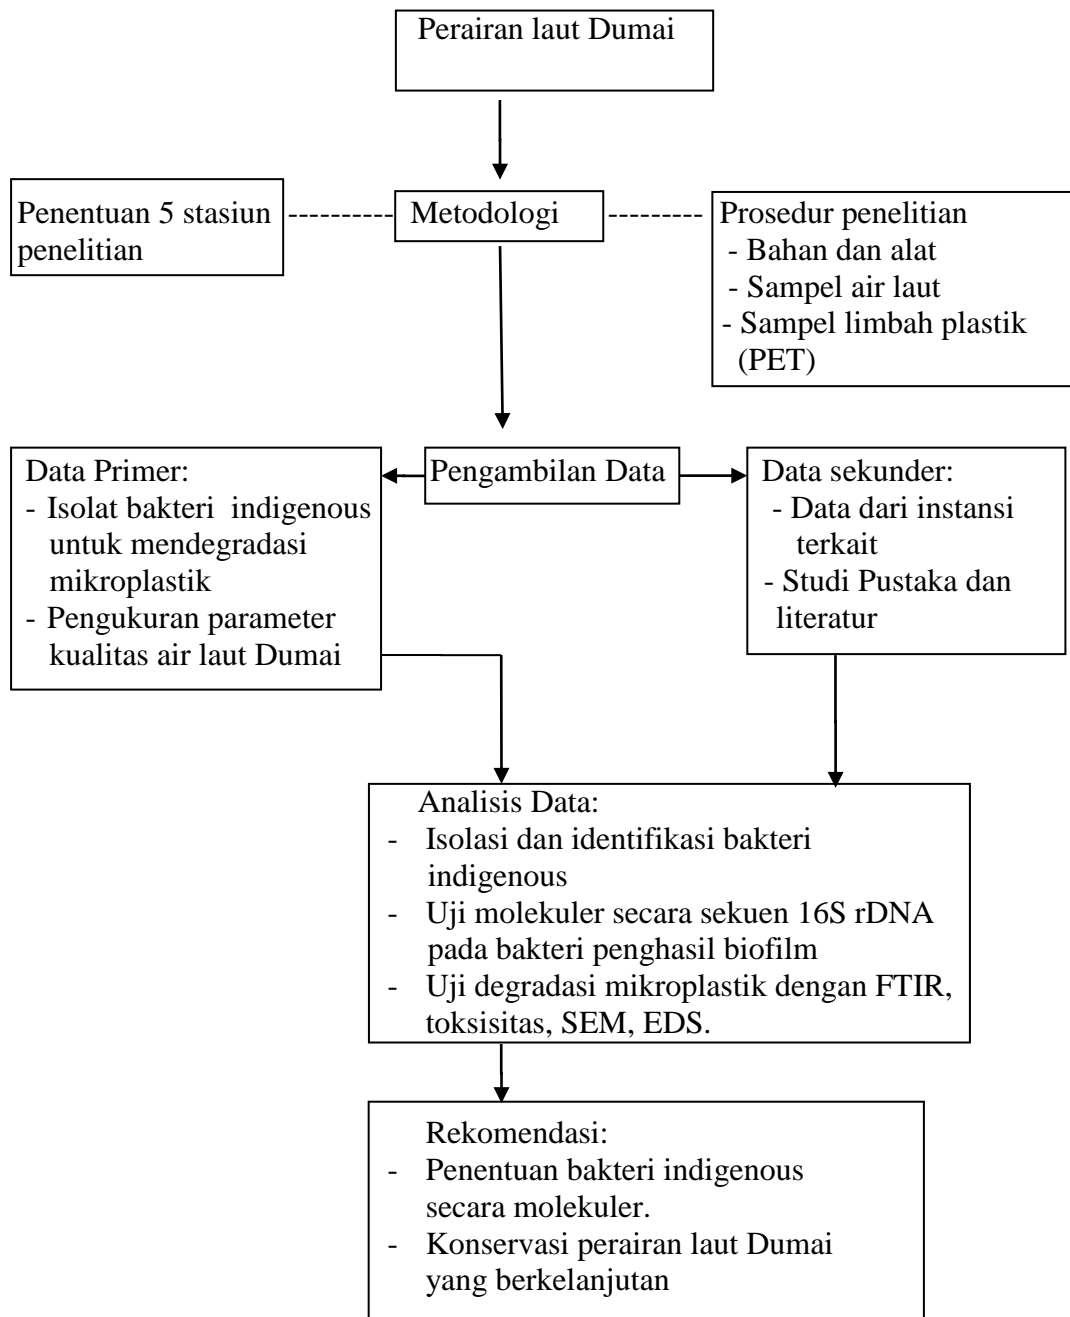 Perairan laut Dumai
Penentuan 5 stasiun
penelitian
Metodologi
Prosedur penelitian
- Bahan dan alat
- Sampel air laut
- Sampel limbah plastik
(PET)
Data Primer:
- Isolat bakteri indigenous
untuk mendegradasi
mikroplastik
- Pengukuran parameter
kualitas air laut Dumai
Pengambilan Data
Data sekunder:
- Data dari instansi
terkait
- Studi Pustaka dan
literatur
Analisis Data:
- Isolasi dan identifikasi bakteri
indigenous
- Uji molekuler secara sekuen 16S rDNA
pada bakteri penghasil biofilm
- Uji degradasi mikroplastik dengan FTIR,
toksisitas, SEM, EDS.
Rekomendasi:
- Penentuan bakteri indigenous
secara molekuler.
- Konservasi perairan laut Dumai
yang berkelanjutan